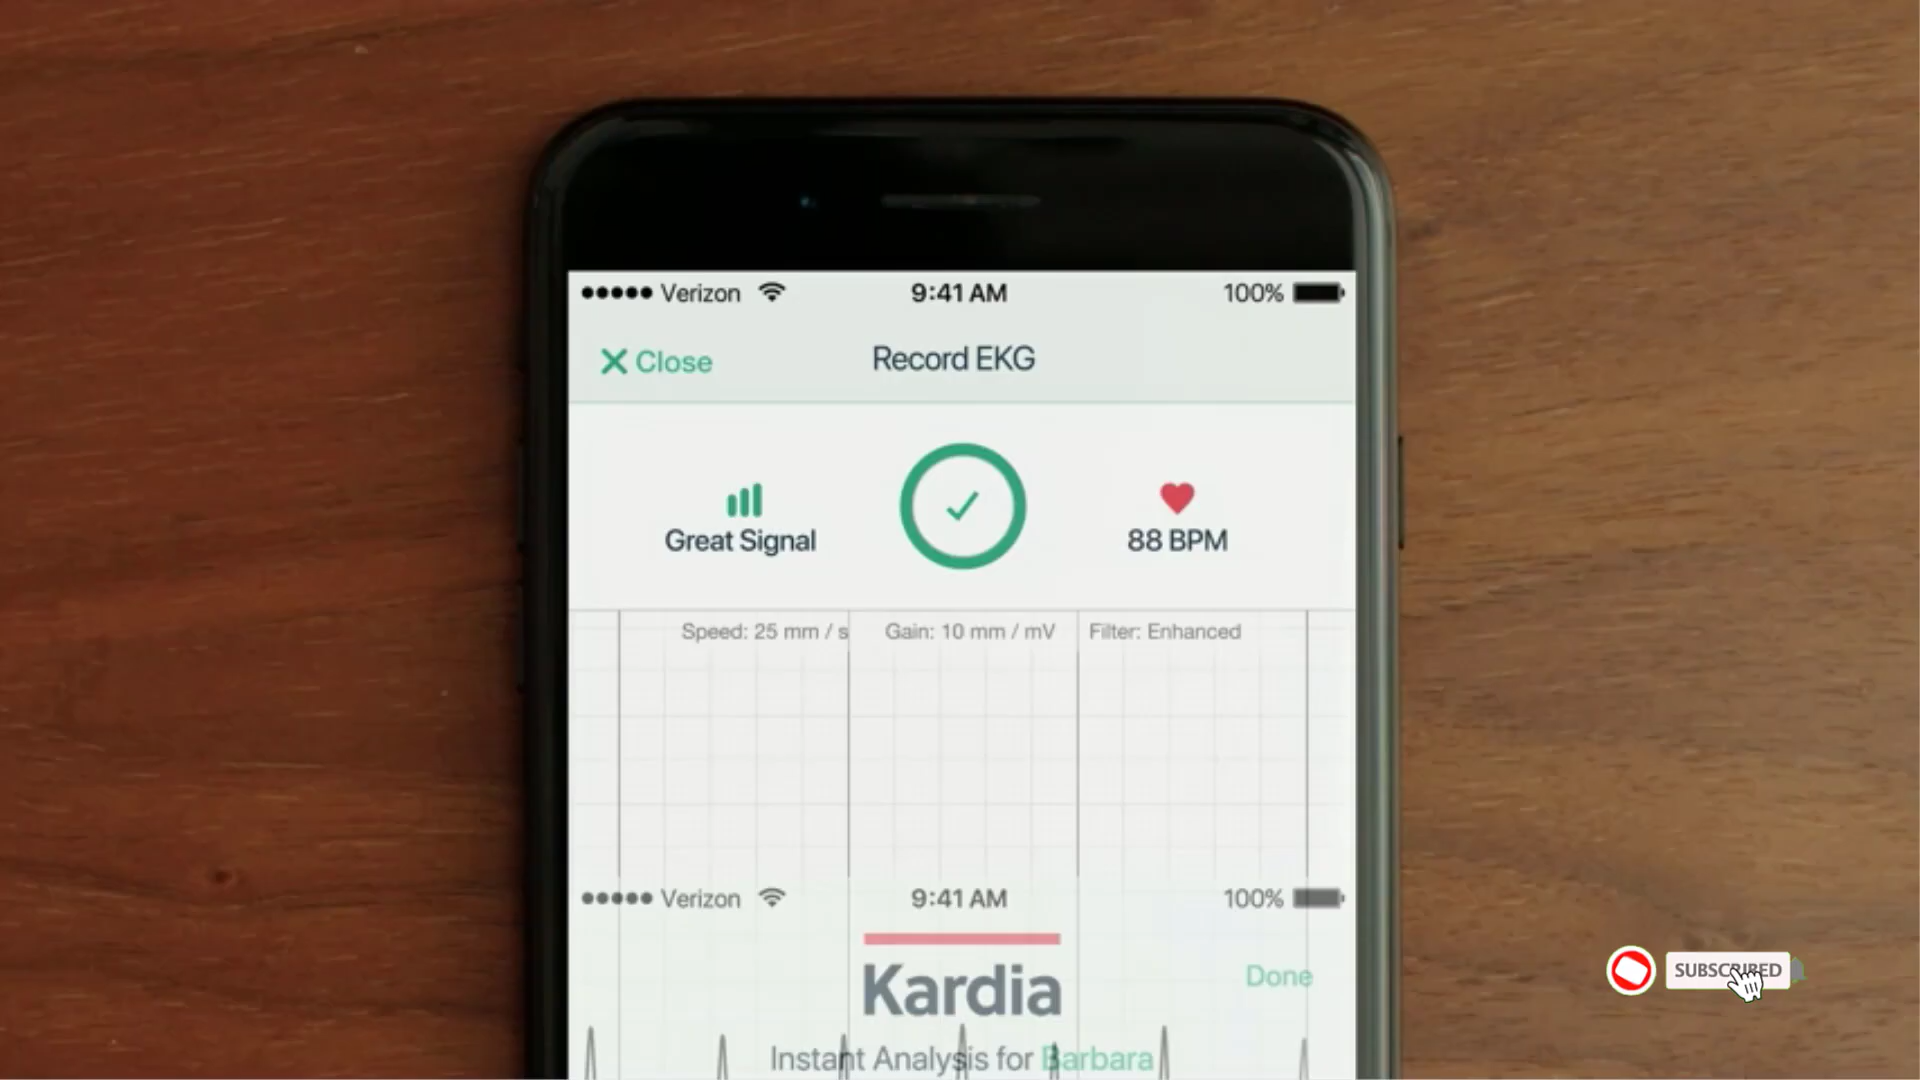 Verizon 9:41 AM 100%
Close Record EKG
Great Signal 88 BPM
Speed: 25 mm / s Gain: 10 mm / mV Filter: Enhanced
Verizon 9:41 AM 100%
Kardia Done
Instant Analysis for Barbara
SUBSCRIBED